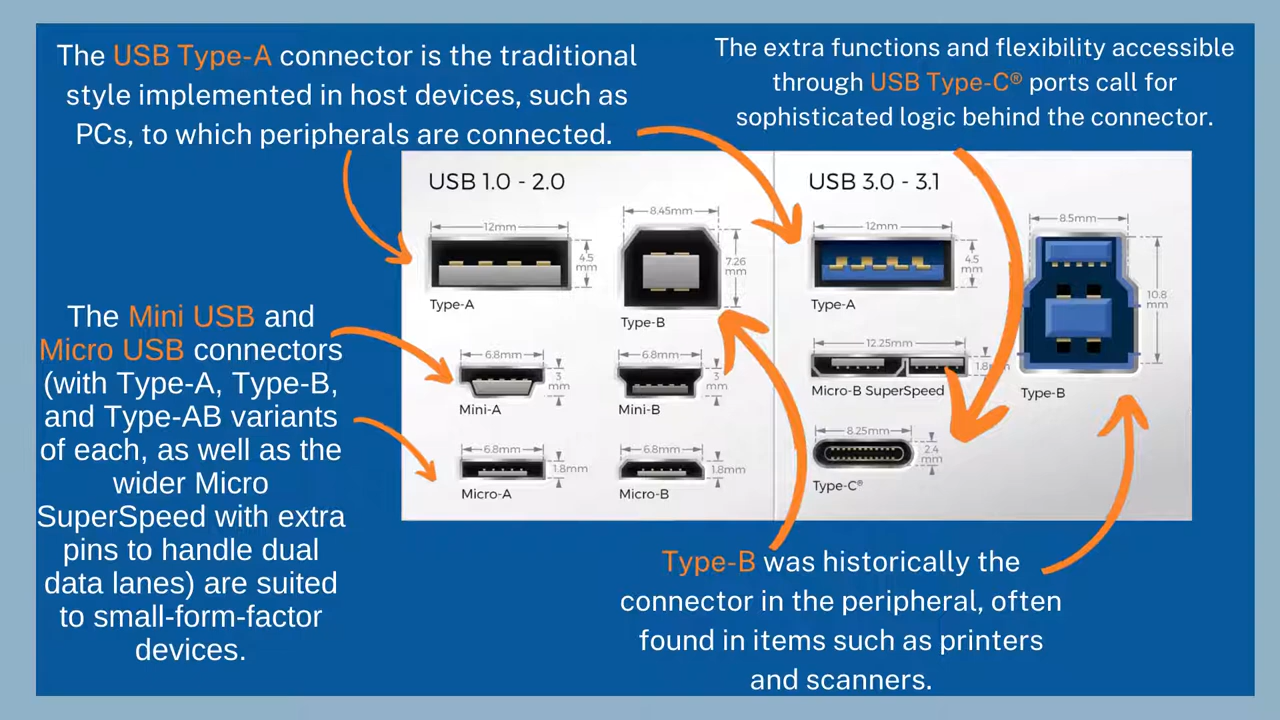 The USB Type-A connector is the traditional
style implemented in host devices, such as
PCs, to which peripherals are connected.
The extra functions and flexibility accessible
through USB Type-C® ports call for
sophisticated logic behind the connector.
The Mini USB and
Micro USB connectors
(with Type-A, Type-B,
and Type-AB variants
of each, as well as the
wider Micro
SuperSpeed with extra
pins to handle dual
data lanes) are suited
to small-form-factor
devices.
USB 1.0 - 2.0
12mm
4.5
mm
Type-A
8.45mm
7.26
mm
Type-B
6.8mm
3
mm
Mini-A
6.8mm
3
mm
Mini-B
6.8mm
1.8mm
Micro-A
6.8mm
1.8mm
Micro-B
USB 3.0 - 3.1
12mm
4.5
mm
Type-A
8.5mm
10.8
mm
Type-B
12.25mm
1.8mm
Micro-B SuperSpeed
8.25mm
2.4
mm
Type-C®
Type-B was historically the
connector in the peripheral, often
found in items such as printers
and scanners.